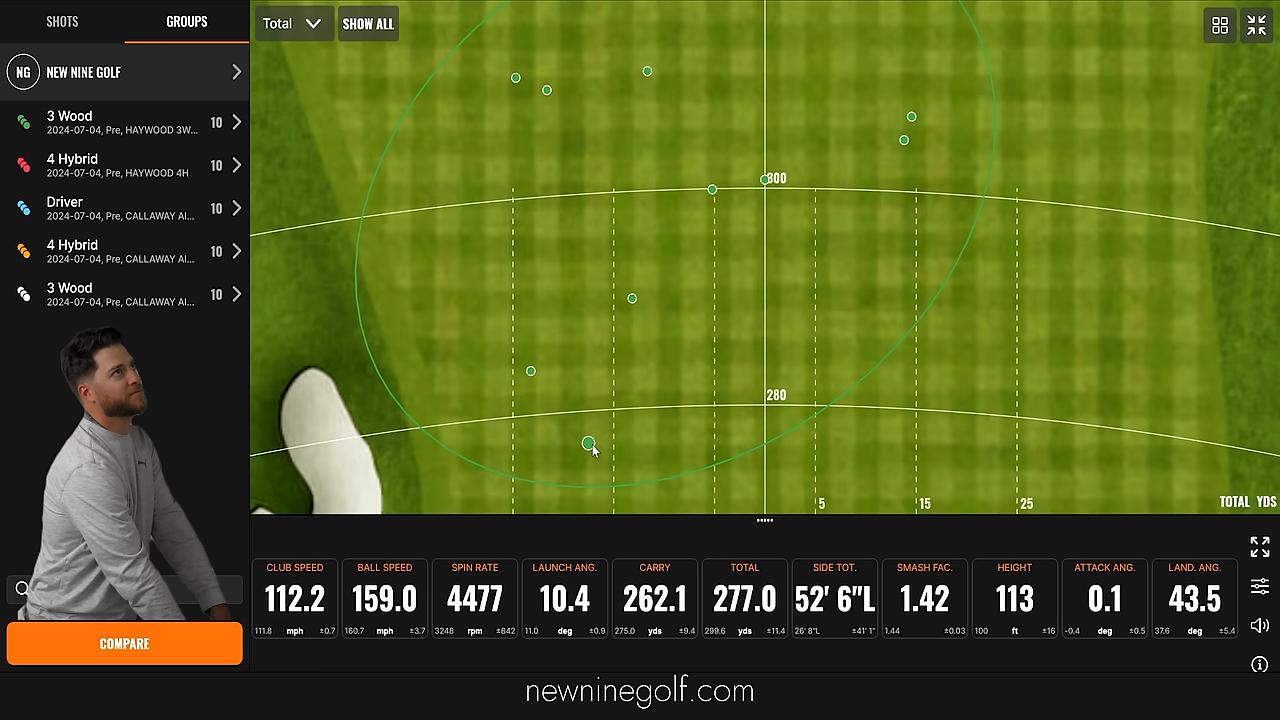 SHOTS GROUPS
NG NEW NINE GOLF
3 Wood
2024-07-04, Pre, HAYWOOD 3W... 10
4 Hybrid
2024-07-04, Pre, HAYWOOD 4H 10
Driver
2024-07-04, Pre, CALLAWAY AI... 10
4 Hybrid
2024-07-04, Pre, CALLAWAY AI... 10
3 Wood
2024-07-04, Pre, CALLAWAY AI... 10
COMPARE
Total SHOW ALL
300
280
5 15 25
TOTAL YDS
CLUB SPEED BALL SPEED SPIN RATE LAUNCH ANG. CARRY TOTAL SIDE TOT. SMASH FAC. HEIGHT ATTACK ANG. LAND. ANG.
112.2 159.0 4477 10.4 262.1 277.0 52' 6"L 1.42 113 0.1 43.5
111.8 mph ±0.7 160.7 mph ±3.7 3248 rpm ±842 11.0 deg ±0.9 275.0 yds ±9.4 299.6 yds ±11.4 26' 8"L ±41' 1" 1.44 ±0.03 100 ft ±16 -0.4 deg ±0.5 37.6 deg ±5.4
newninegolf.com